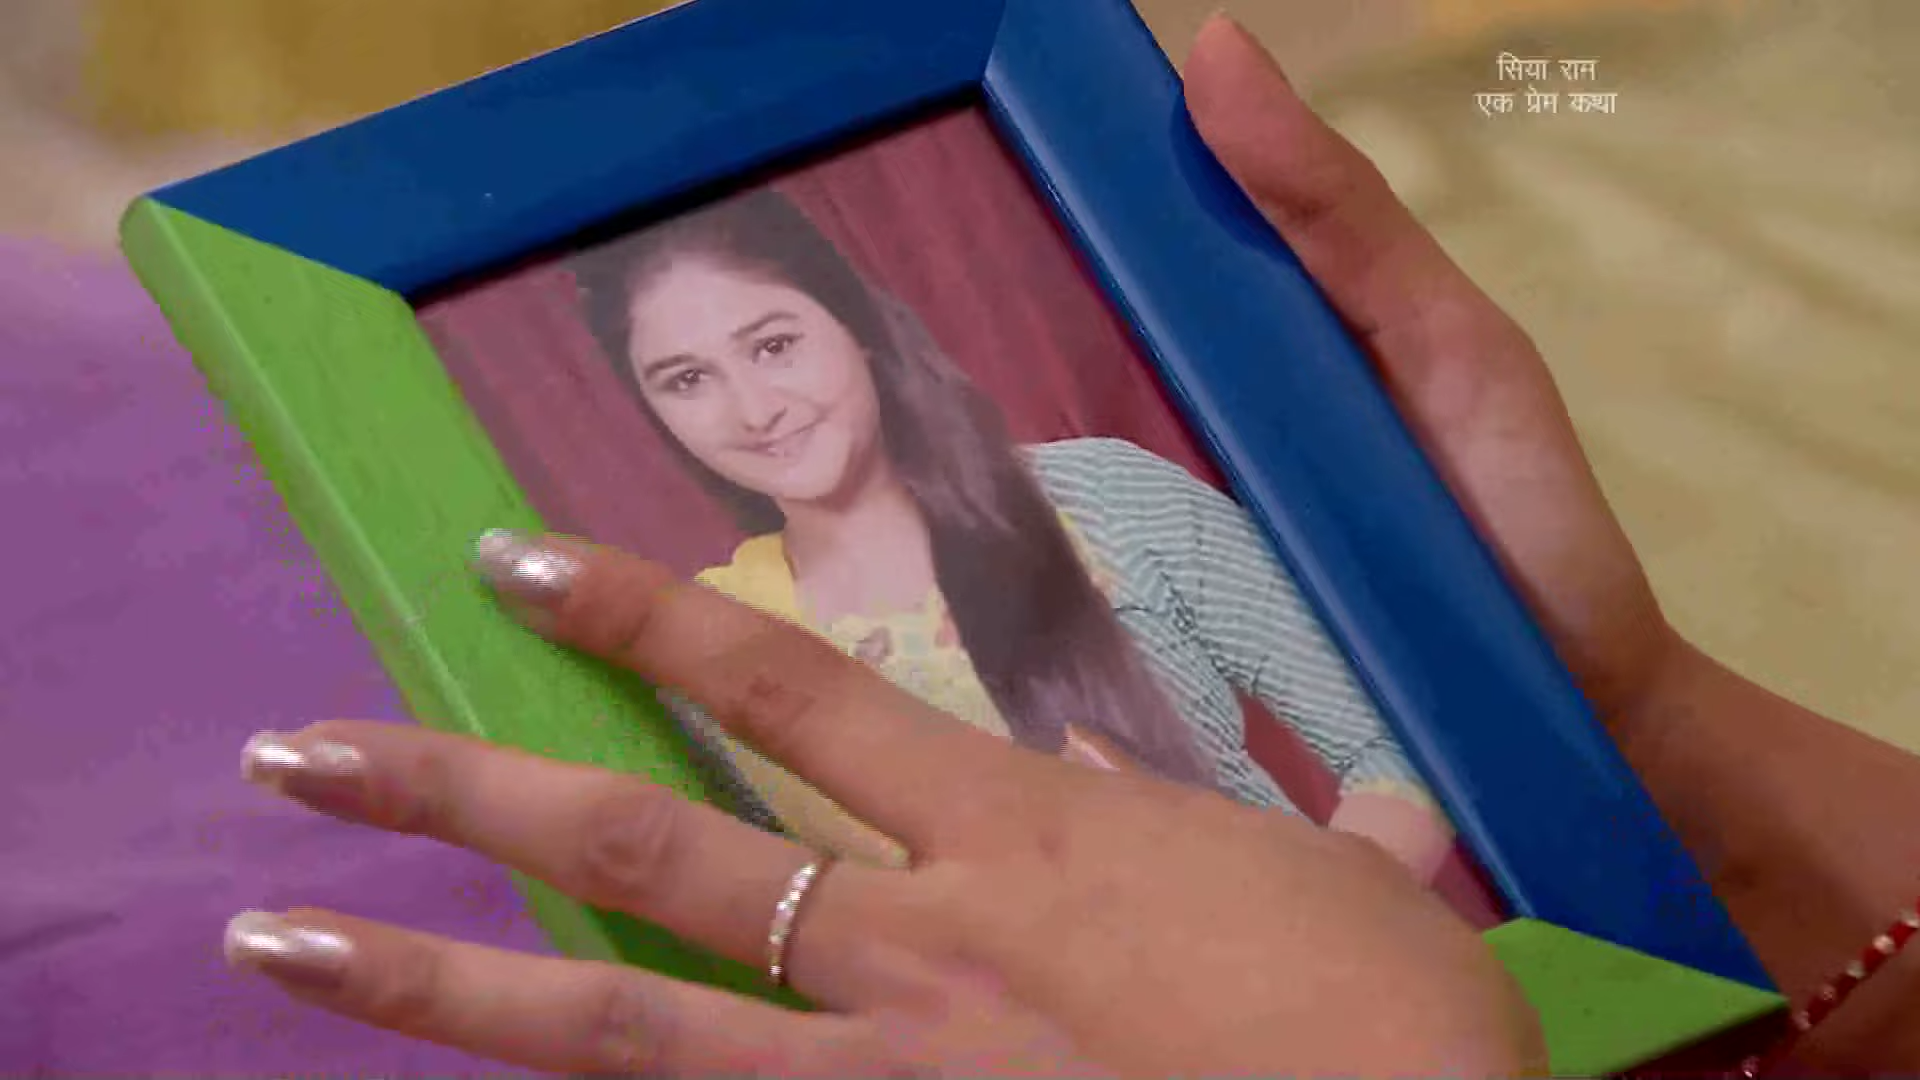 सिया राम
एक प्रेम कथा